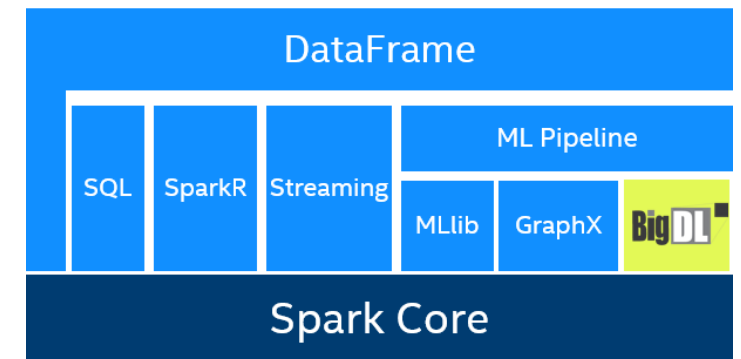 DataFrame
ML Pipeline
SQL
SparkR
Streaming
MLlib
GraphX
BigDL
Spark Core